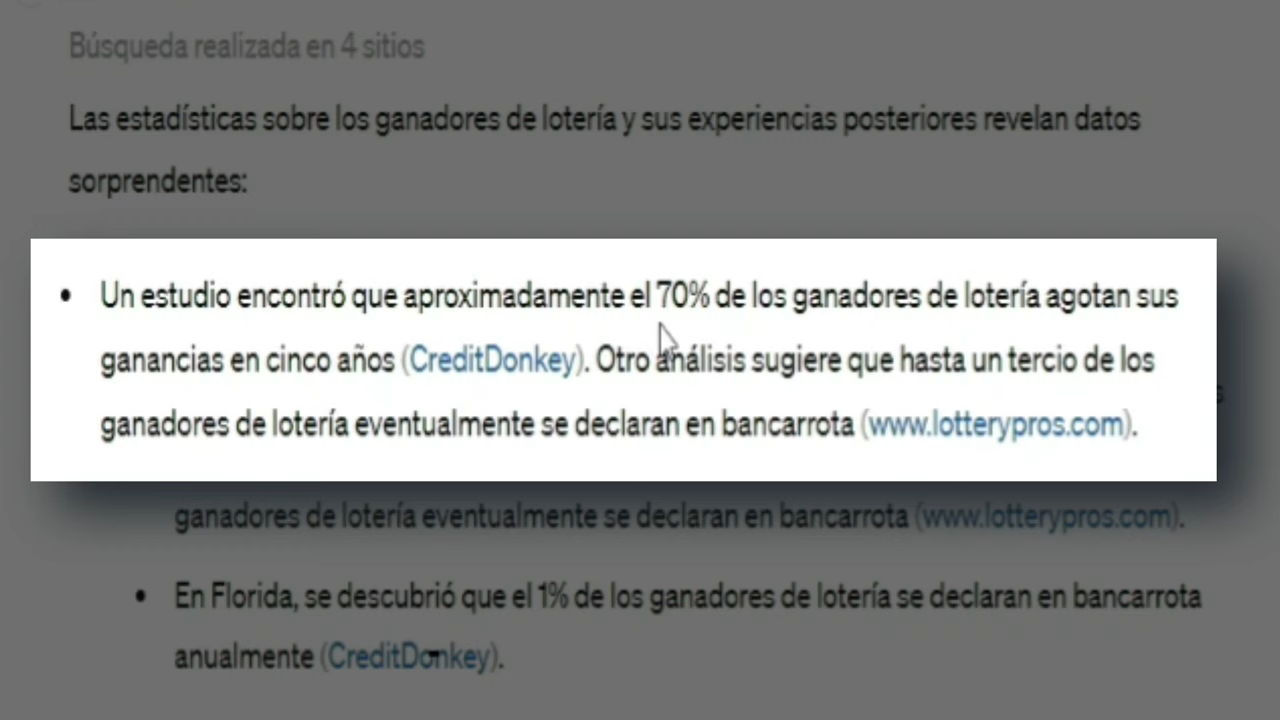 Búsqueda realizada en 4 sitios
Las estadísticas sobre los ganadores de lotería y sus experiencias posteriores revelan datos
sorprendentes:
• Un estudio encontró que aproximadamente el 70% de los ganadores de lotería agotan sus
ganancias en cinco años (CreditDonkey). Otro análisis sugiere que hasta un tercio de los
ganadores de lotería eventualmente se declaran en bancarrota (www.lotterypros.com).
ganadores de lotería eventualmente se declaran en bancarrota (www.lotterypros.com).
• En Florida, se descubrió que el 1% de los ganadores de lotería se declaran en bancarrota
anualmente (CreditDonkey).